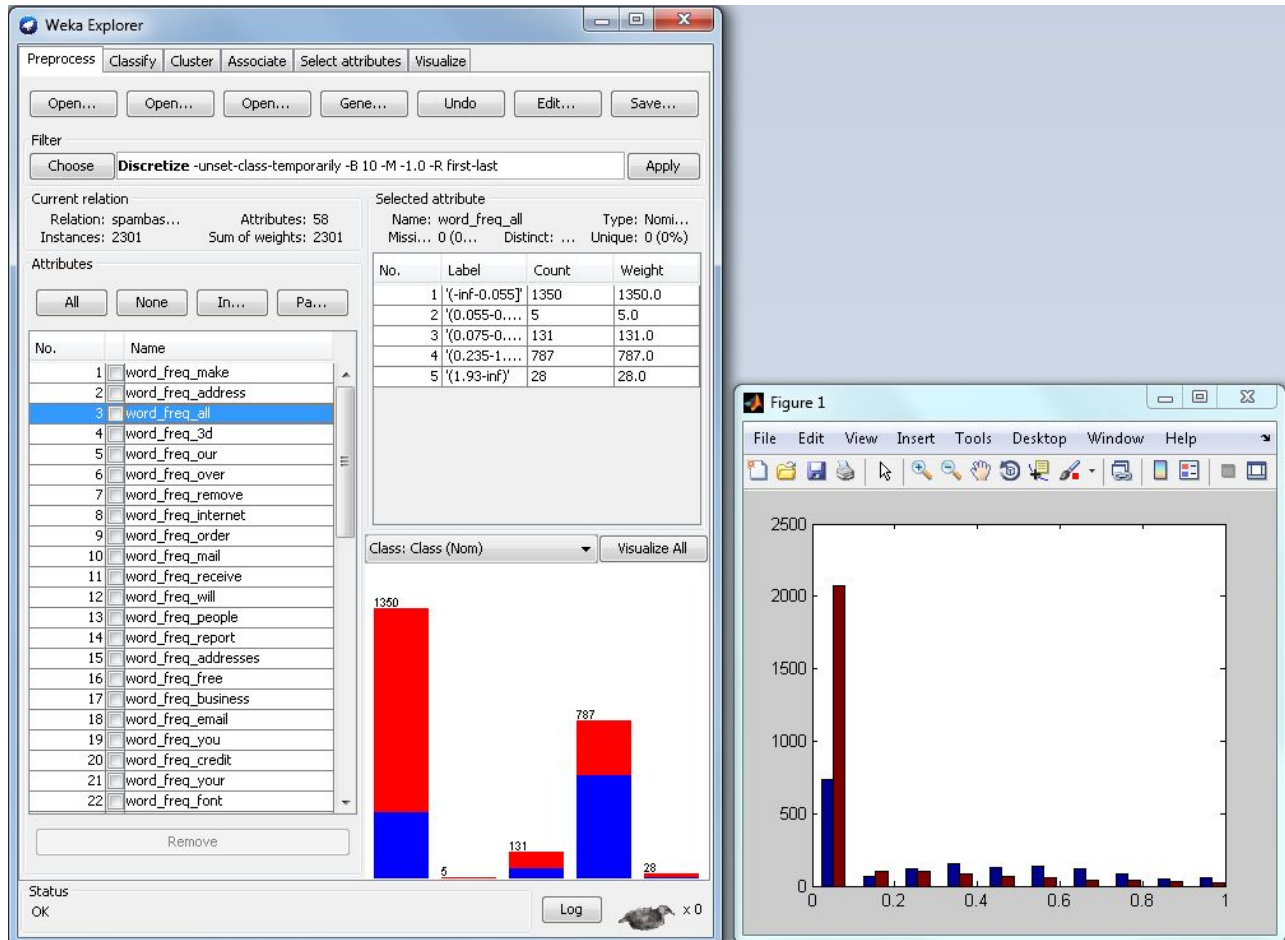 Weka Explorer
Preprocess Classify Cluster Associate Select attributes Visualize
Open... Open... Open... Gene... Undo Edit... Save...
Filter
Choose Discretize -unset-class-temporarily -B 10 -M -1.0 -R first-last Apply
Current relation
Relation: spambas... Attributes: 58
Instances: 2301 Sum of weights: 2301
Selected attribute
Name: word_freq_all Type: Nomi...
Missi... 0 (0... Distinct: ... Unique: 0 (0%)
Attributes
All None In... Pa...
No. Name
1 word_freq_make
2 word_freq_address
3 word_freq_all
4 word_freq_3d
5 word_freq_our
6 word_freq_over
7 word_freq_remove
8 word_freq_internet
9 word_freq_order
10 word_freq_mail
11 word_freq_receive
12 word_freq_will
13 word_freq_people
14 word_freq_report
15 word_freq_addresses
16 word_freq_free
17 word_freq_business
18 word_freq_email
19 word_freq_you
20 word_freq_credit
21 word_freq_your
22 word_freq_font
Remove
No. Label Count Weight
1 '(-inf-0.055]' 1350 1350.0
2 '(0.055-0.... 5 5.0
3 '(0.075-0.... 131 131.0
4 '(0.235-1.... 787 787.0
5 '(1.93-inf)' 28 28.0
Class: Class (Nom) Visualize All
1350
5
131
787
28
Status
OK
Log x 0
Figure 1
File Edit View Insert Tools Desktop Window Help
2500
2000
1500
1000
500
0
0 0.2 0.4 0.6 0.8 1